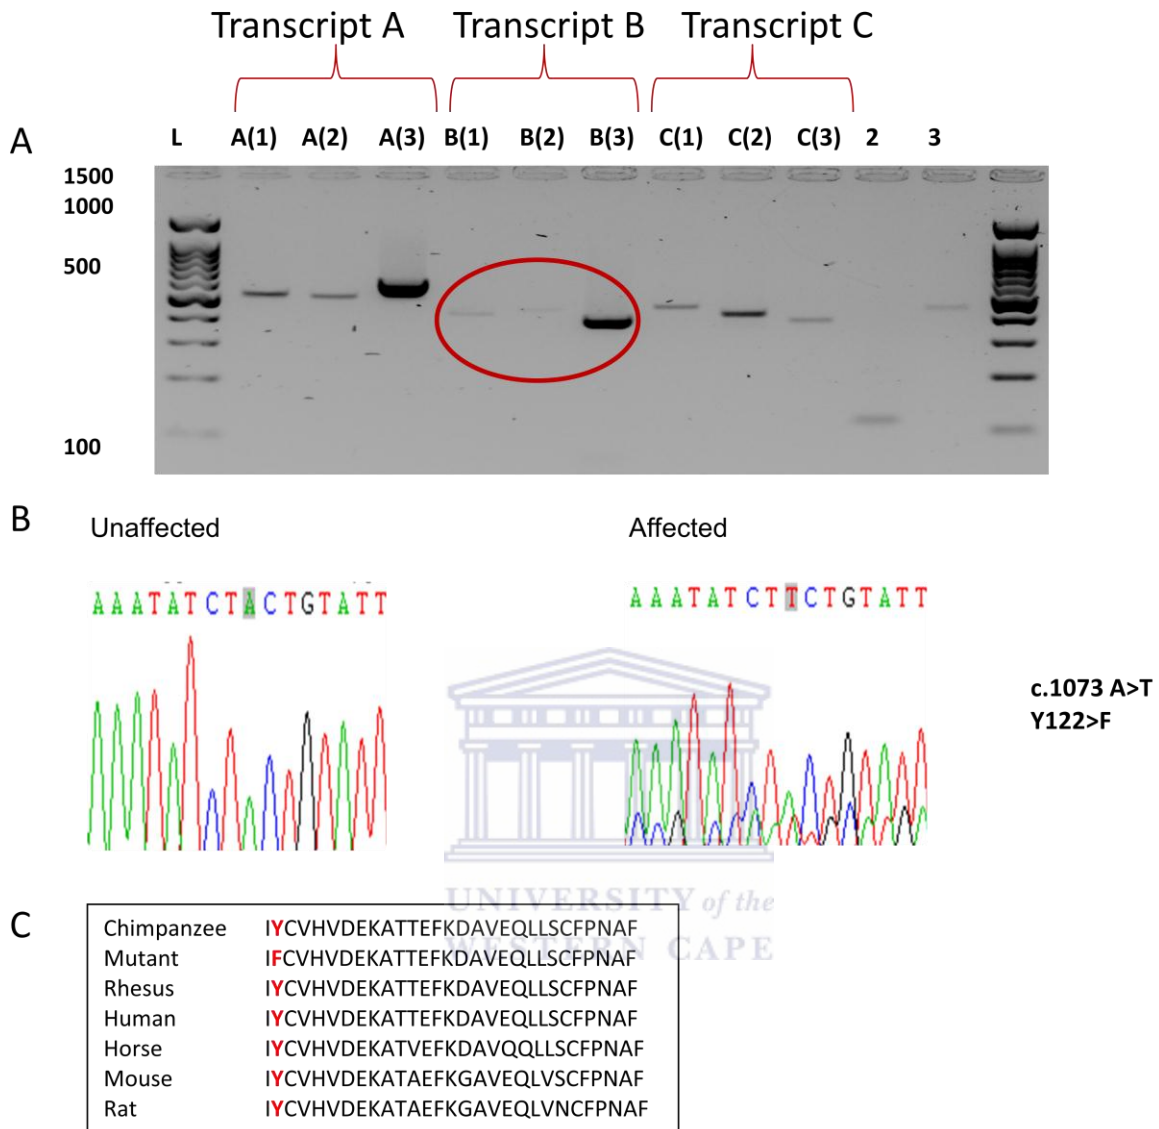 Transcript A Transcript B Transcript C
A L A(1) A(2) A(3) B(1) B(2) B(3) C(1) C(2) C(3) 2 3
1500
1000
500
100
B
Unaffected Affected
AAATATCTACTGTATT AAATATCTTCTGTATT
c.1073 A>T
Y122>F
UNIVERSITY of the
WESTERN CAPE
C
Chimpanzee IYCVHVDEKATTEFKDAVEQLLSCFPNAF
Mutant IFCVHVDEKATTEFKDAVEQLLSCFPNAF
Rhesus IYCVHVDEKATTEFKDAVEQLLSCFPNAF
Human IYCVHVDEKATTEFKDAVEQLLSCFPNAF
Horse IYCVHVDEKATVEFKDAVQQLLSCFPNAF
Mouse IYCVHVDEKATAEFKGAVEQLVSCFPNAF
Rat IYCVHVDEKATAEFKGAVEQLVNCFPNAF